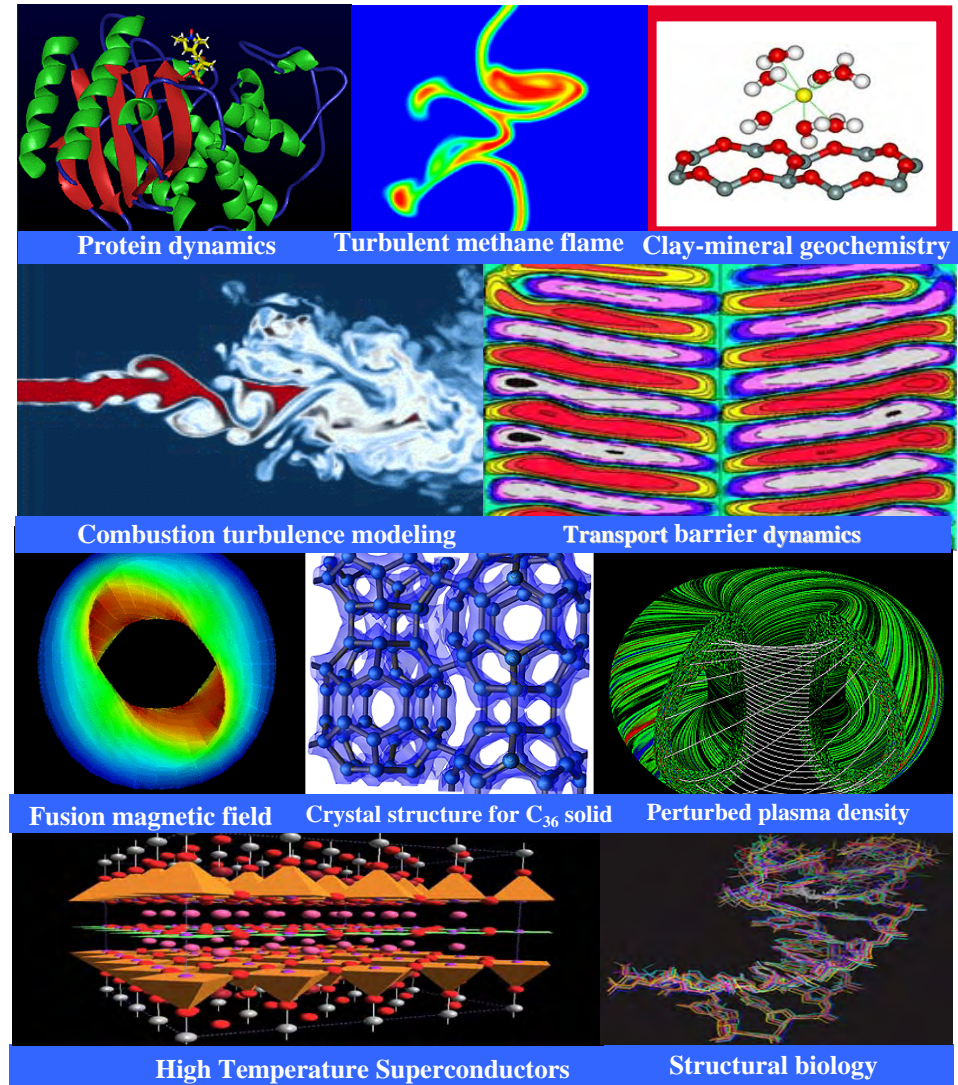 Protein dynamics
Turbulent methane flame
Clay-mineral geochemistry
Combustion turbulence modeling
Transport barrier dynamics
Fusion magnetic field
Crystal structure for C₃₆ solid
Perturbed plasma density
High Temperature Superconductors
Structural biology